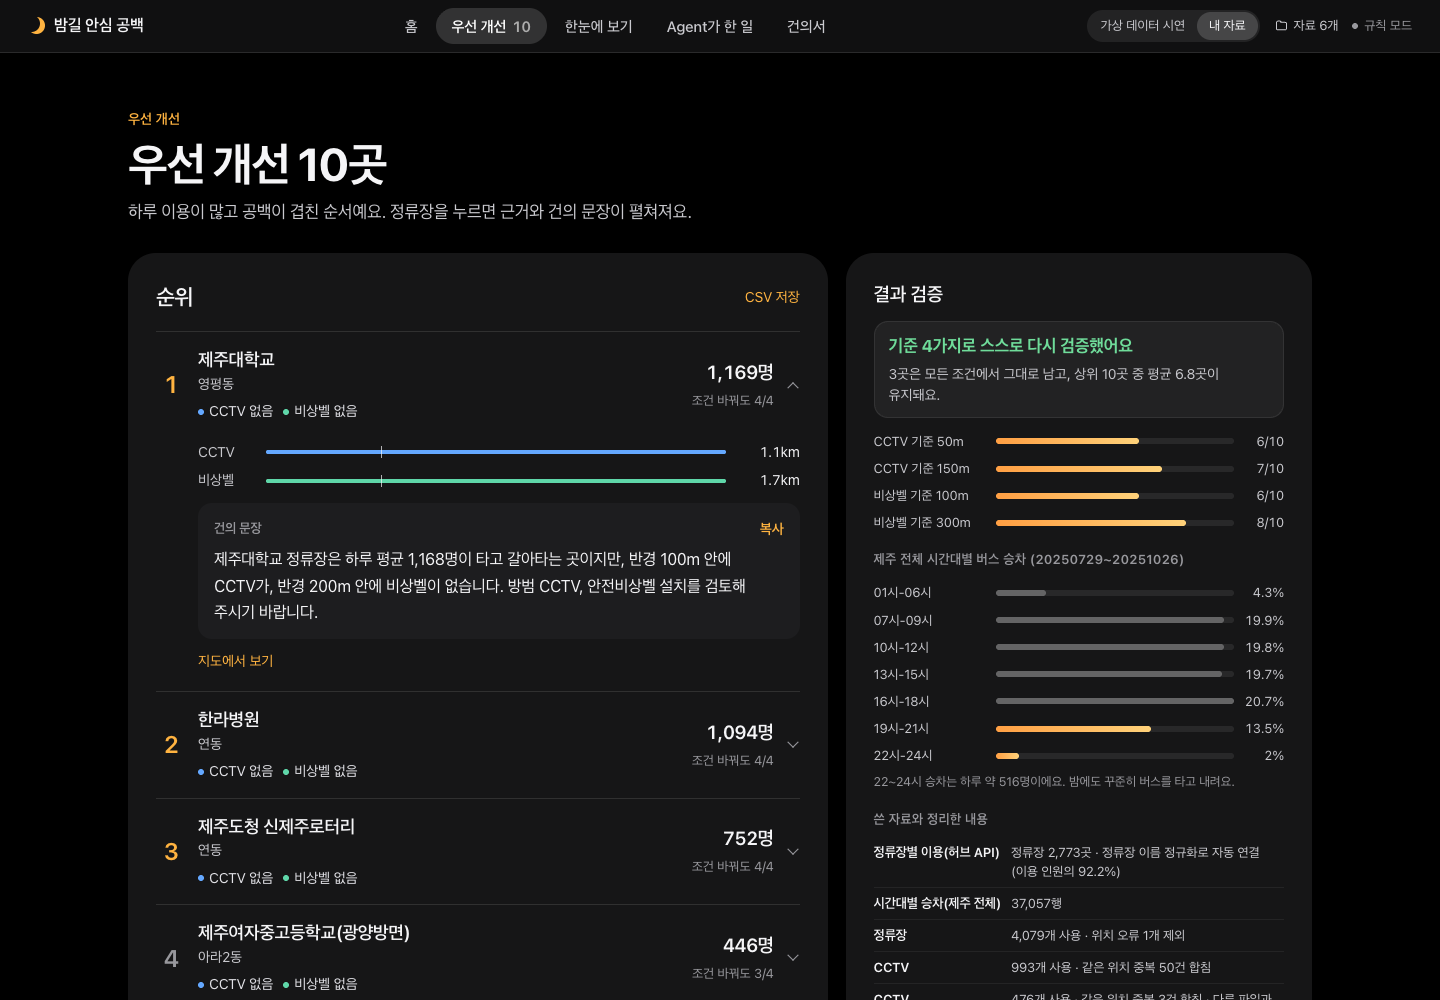 밤길 안심 공백
홈
우선 개선 10
한눈에 보기
Agent가 한 일
건의서
가상 데이터 시연
내 자료
자료 6개
규칙 모드
우선 개선
우선 개선 10곳
하루 이용이 많고 공백이 겹친 순서예요. 정류장을 누르면 근거와 건의 문장이 펼쳐져요.
순위
CSV 저장
1
제주대학교
영평동
CCTV 없음 비상벨 없음
1,169명
조건 바꿔도 4/4
CCTV 1.1km
비상벨 1.7km
건의 문장
복사
제주대학교 정류장은 하루 평균 1,168명이 타고 갈아타는 곳이지만, 반경 100m 안에
CCTV가, 반경 200m 안에 비상벨이 없습니다. 방범 CCTV, 안전비상벨 설치를 검토해
주시기 바랍니다.
지도에서 보기
2
한라병원
연동
CCTV 없음 비상벨 없음
1,094명
조건 바꿔도 4/4
3
제주도청 신제주로터리
연동
CCTV 없음 비상벨 없음
752명
조건 바꿔도 4/4
4
제주여자중고등학교(광양방면)
아라2동
CCTV 없음 비상벨 없음
446명
조건 바꿔도 3/4
결과 검증
기준 4가지로 스스로 다시 검증했어요
3곳은 모든 조건에서 그대로 남고, 상위 10곳 중 평균 6.8곳이
유지돼요.
CCTV 기준 50m 6/10
CCTV 기준 150m 7/10
비상벨 기준 100m 6/10
비상벨 기준 300m 8/10
제주 전체 시간대별 버스 승차 (20250729~20251026)
01시-06시 4.3%
07시-09시 19.9%
10시-12시 19.8%
13시-15시 19.7%
16시-18시 20.7%
19시-21시 13.5%
22시-24시 2%
22~24시 승차는 하루 약 516명이에요. 밤에도 꾸준히 버스를 타고 내려요.
쓴 자료와 정리한 내용
정류장별 이용(허브 API) 정류장 2,773곳 · 정류장 이름 정규화로 자동 연결
(이용 인원의 92.2%)
시간대별 승차(제주 전체) 37,057행
정류장 4,079개 사용 · 위치 오류 1개 제외
CCTV 993개 사용 · 같은 위치 중복 50건 합침
CCTV 476개 사용 · 같은 위치 중복 3건 합침 · 다른 파일과